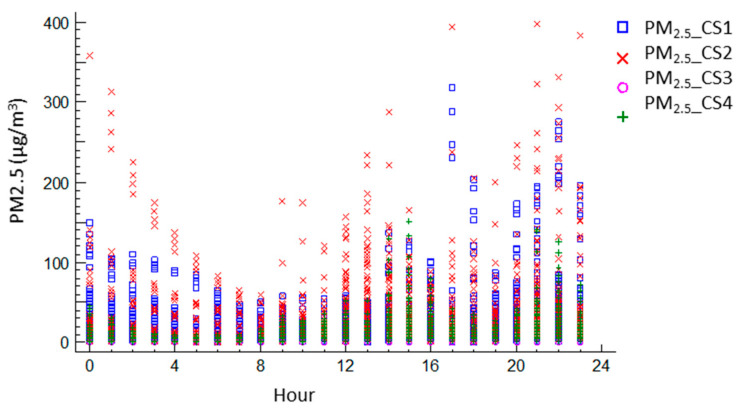 400
300
200
100
0
PM2.5 (μg/m³)
0 4 8 12 16 20 24
Hour
PM₂.₅_CS1
PM₂.₅_CS2
PM₂.₅_CS3
PM₂.₅_CS4